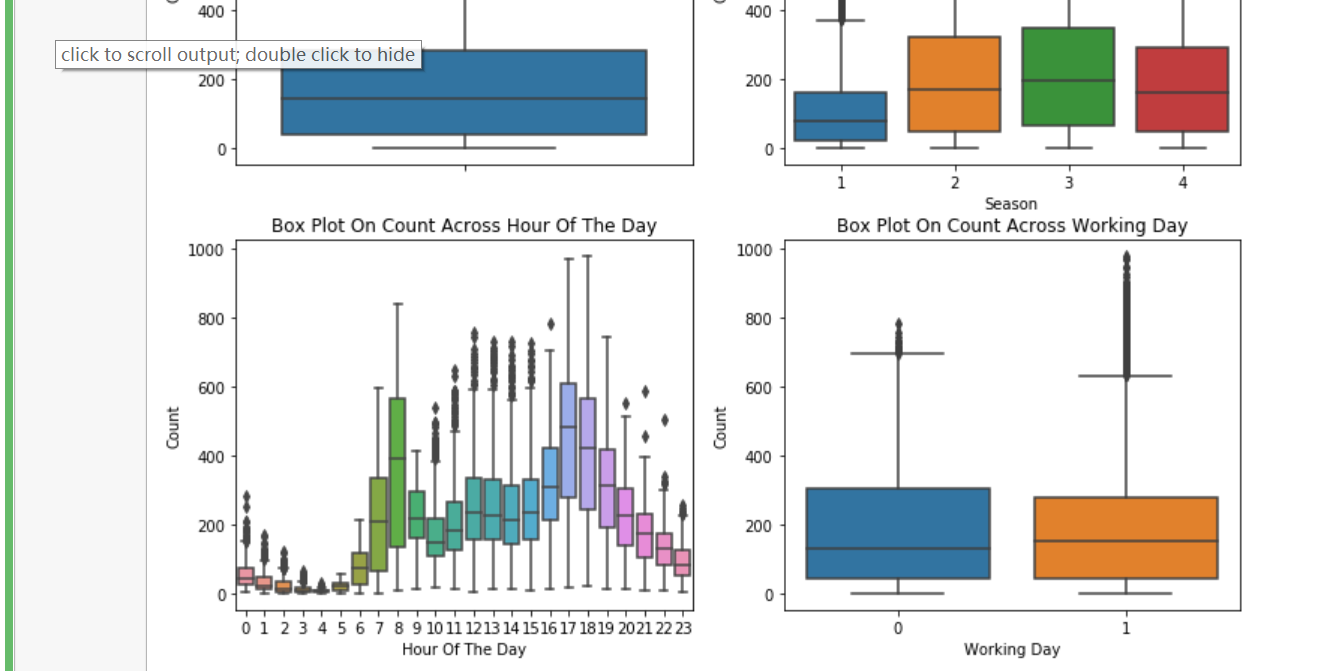 400
200
0
click to scroll output; double click to hide
400
200
0
1 2 3 4
Season
Box Plot On Count Across Hour Of The Day
1000
800
600
400
200
0
Count
0 1 2 3 4 5 6 7 8 9 10 11 12 13 14 15 16 17 18 19 20 21 22 23
Hour Of The Day
Box Plot On Count Across Working Day
1000
800
600
400
200
0
Count
0 1
Working Day